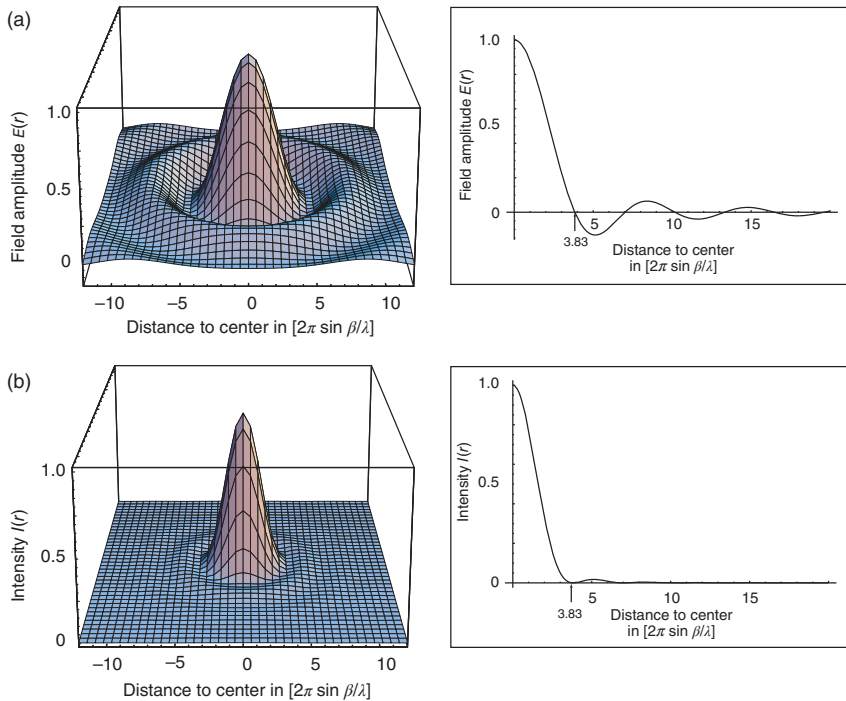 (a)
1.0
0.5
0
Field amplitude E(r)
−10 −5 0 5 10
Distance to center in [2π sin β/λ]
1.0
0.5
0
Field amplitude E(r)
5 10 15
3.83
Distance to center
in [2π sin β/λ]
(b)
1.0
0.5
0
Intensity I(r)
−10 −5 0 5 10
Distance to center in [2π sin β/λ]
1.0
0.5
0
Intensity I(r)
5 10 15
3.83
Distance to center
in [2π sin β/λ]